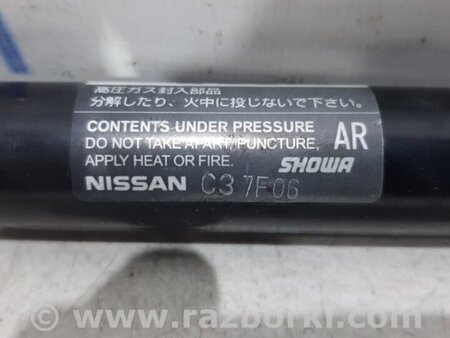 高圧ガス封入部品
分解したり、火中に投じないで下さい。
CONTENTS UNDER PRESSURE AR
DO NOT TAKE APART, PUNCTURE,
APPLY HEAT OR FIRE. SHOWA
NISSAN C3 7F06
© www.razborki.com